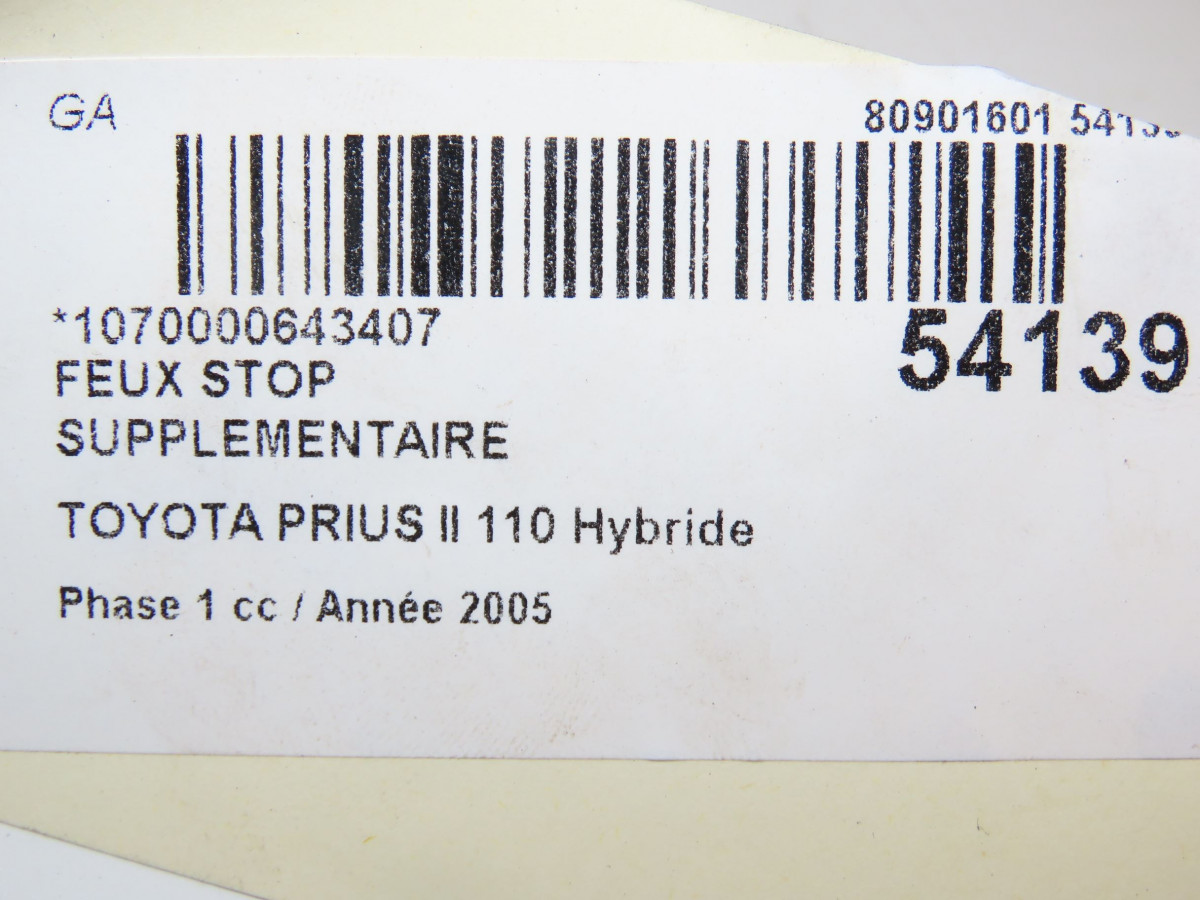 GA
80901601
*1070000643407
54139
FEUX STOP
SUPPLEMENTAIRE
TOYOTA PRIUS II 110 Hybride
Phase 1 cc / Année 2005